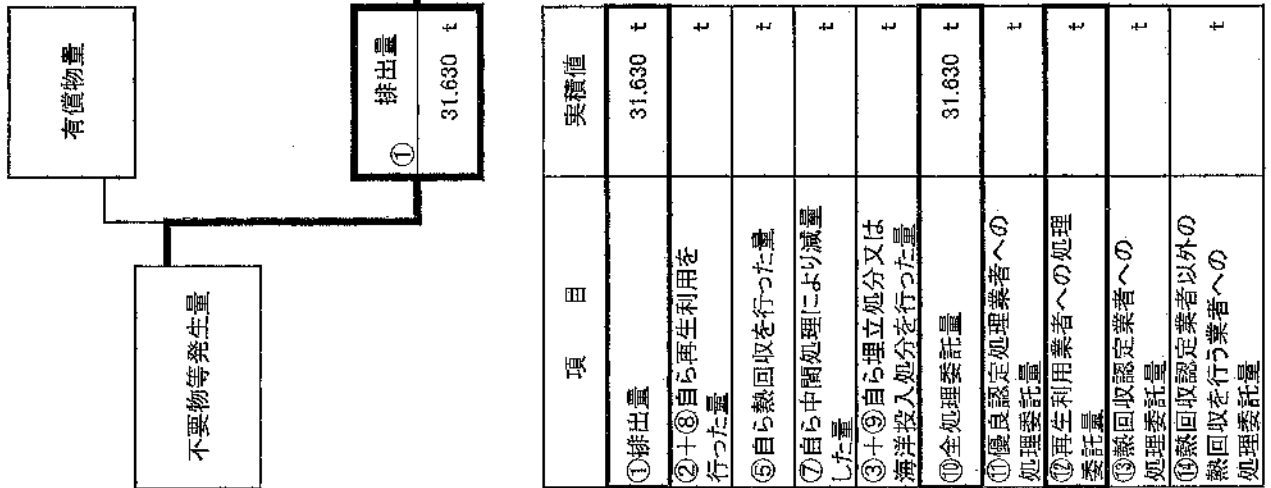 有償物量
不要物等発生量
① 排出量
31.630 t
項 目 実績値
①排出量 31.630 t
②+⑧自ら再生利用を
行った量 t
⑤自ら熱回収を行った量 t
⑦自ら中間処理により減量
した量 t
③+⑨自ら埋立処分又は
海洋投入処分を行った量 t
⑩全処理委託量 31.630 t
⑪優良認定処理業者への
処理委託量 t
⑫再生利用業者への処理
委託量 t
⑬熱回収認定業者への
処理委託量 t
⑭熱回収認定業者以外の
熱回収を行う業者への
処理委託量 t